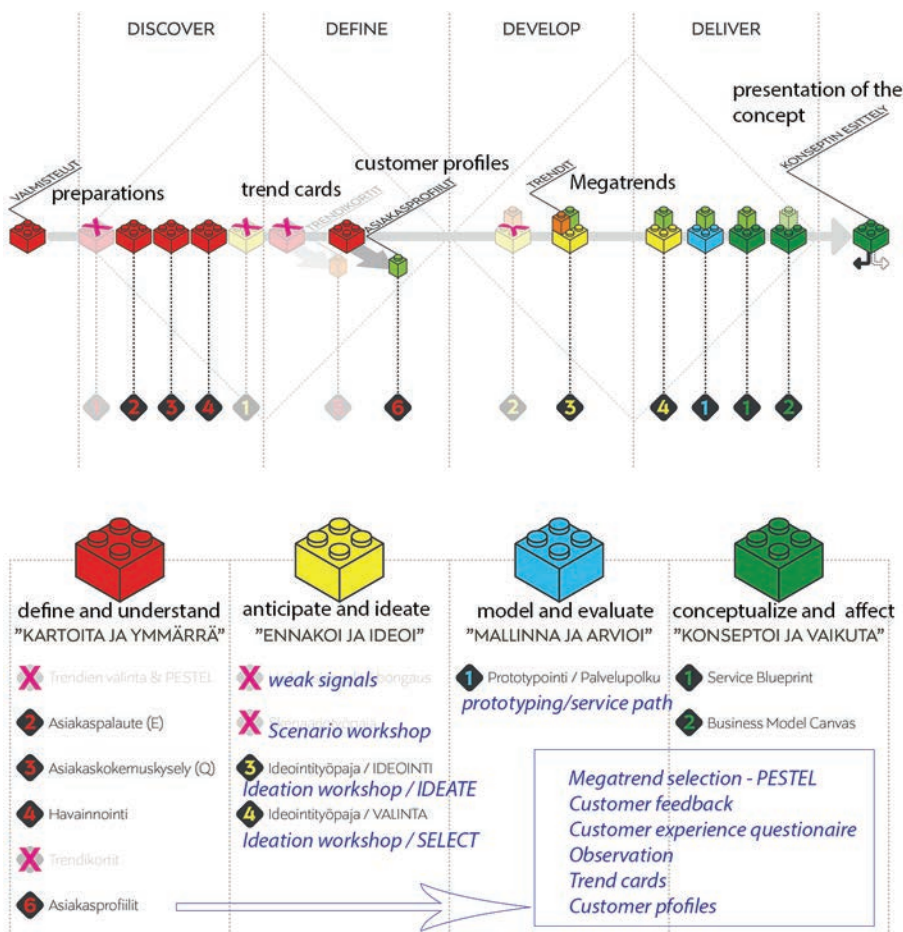 DISCOVER
DEFINE
DEVELOP
DELIVER
presentation of the
concept
KONSEPTIN ESITTELY
VALMISTELUT
preparations
trend cards
TRENDIKORTIT
customer profiles
ASIAKASPROFIILIT
TRENDIT
Megatrends
1
2
3
4
1
5
6
2
3
4
1
1
2
define and understand
"KARTOITA JA YMMÄRRÄ"
X Trendien valinta & PESTEL
2 Asiakaspalaute (E)
3 Asiakaskokemuskysely (Q)
4 Havainnointi
X Trendikortit
6 Asiakasprofiilit
anticipate and ideate
"ENNAKOI JA IDEOI"
X weak signals
X Scenario workshop
3 Ideointityöpaja / IDEOINTI
Ideation workshop / IDEATE
4 Ideointityöpaja / VALINTA
Ideation workshop / SELECT
model and evaluate
"MALLINNA JA ARVIOI"
1 Prototypointi / Palvelupolku
prototyping/service path
conceptualize and affect
"KONSEPTOI JA VAIKUTA"
1 Service Blueprint
2 Business Model Canvas
Megatrend selection - PESTEL
Customer feedback
Customer experience questionaire
Observation
Trend cards
Customer pfofiles